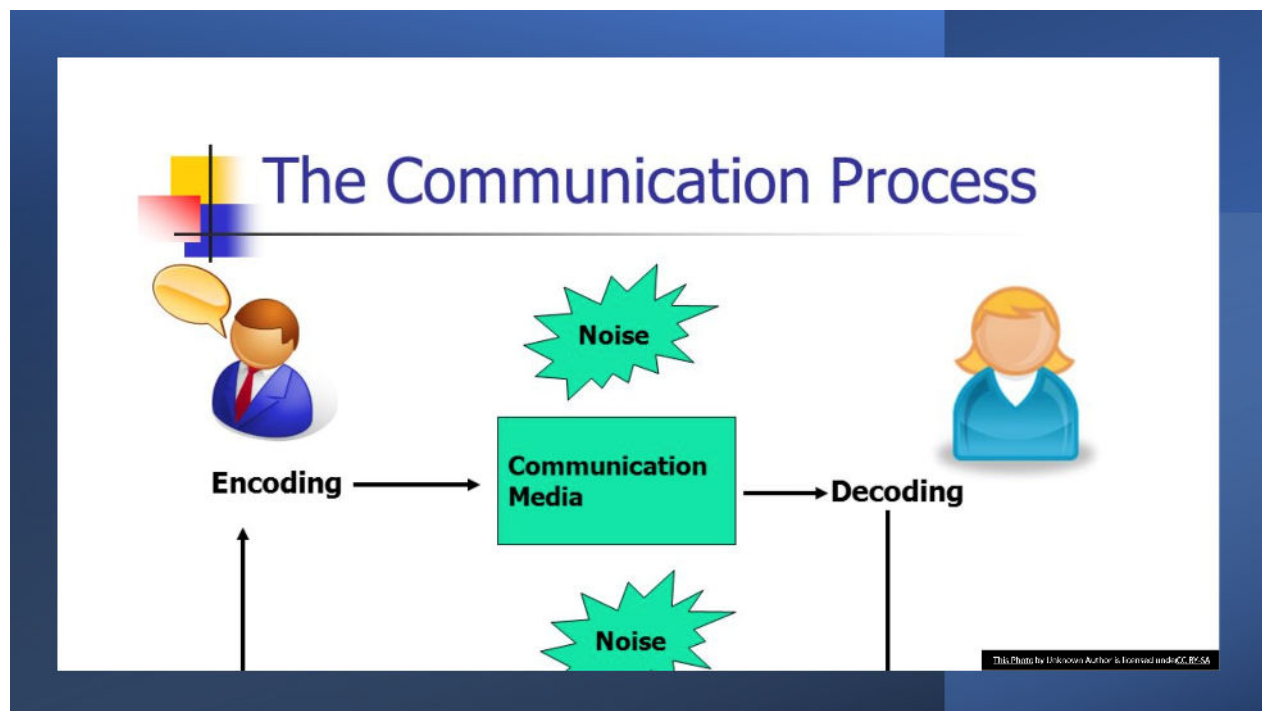 The Communication Process
Noise
Communication
Media
Encoding
Decoding
Noise
This Photo by Unknown Author is licensed under CC BY-SA